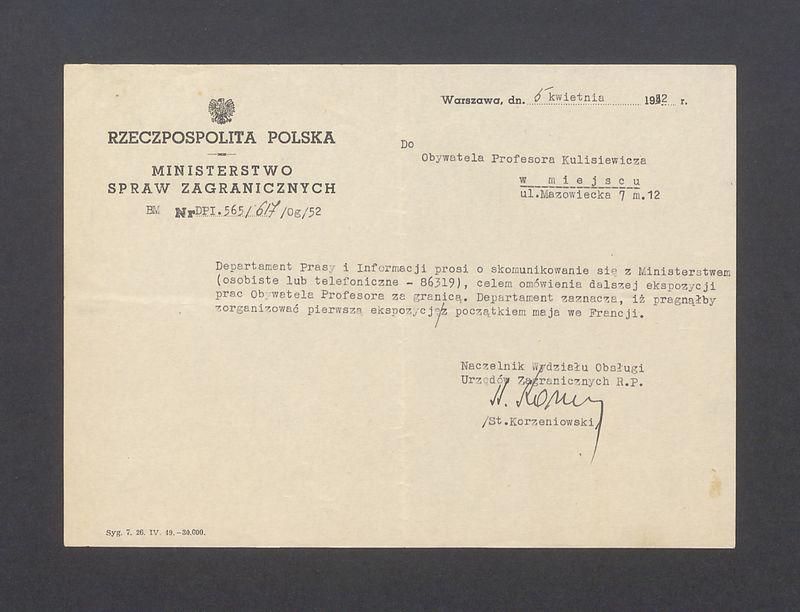 Warszawa, dn. 5 kwietnia 1952 r.
RZECZPOSPOLITA POLSKA
MINISTERSTWO
SPRAW ZAGRANICZNYCH
BM Nr DPI.565/617/Og/52
Do
Obywatela Profesora Kulisiewicza
w miejscu
ul.Mazowiecka 7 m.12
Departament Prasy i Informacji prosi o skomunikowanie się z Ministerstwem
(osobiste lub telefoniczne - 86319), celem omówienia dalszej ekspozycji
prac Obywatela Profesora za granicą. Departament zaznacza, iż pragnąłby
zorganizować pierwszą ekspozycję z początkiem maja we Francji.
Naczelnik Wydziału Obsługi
Urzędów Zagranicznych R.P.
/St.Korzeniowski/
Syg. 7. 26. IV. 49.-30.000.